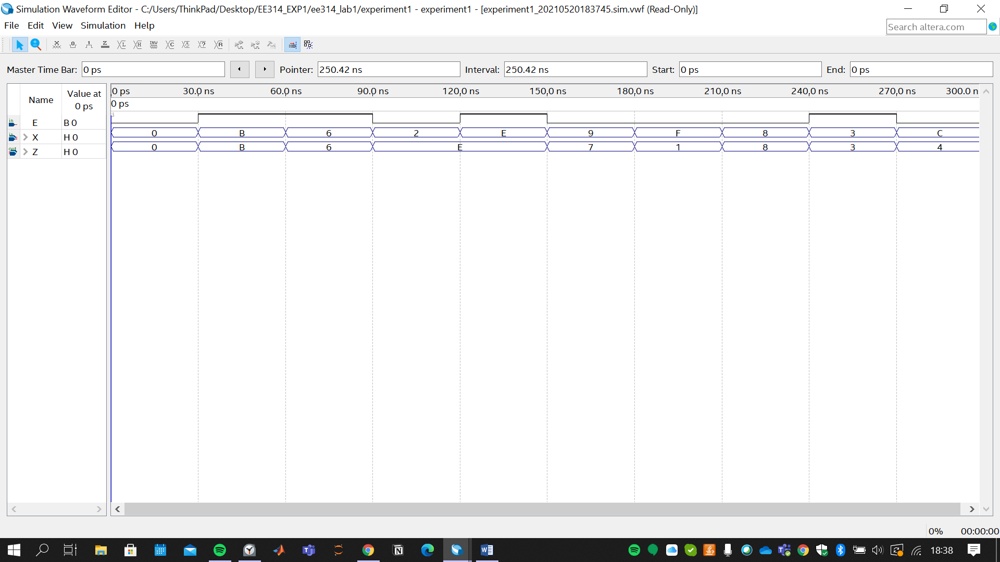 Simulation Waveform Editor - C:/Users/ThinkPad/Desktop/EE314_EXP1/ee314_lab1/experiment1 - experiment1 - [experiment1_20210520183745.sim.vwf (Read-Only)]
File Edit View Simulation Help
Search altera.com
Master Time Bar: 0 ps Pointer: 250.42 ns Interval: 250.42 ns Start: 0 ps End: 0 ps
Name Value at 0 ps
0 ps 30.0 ns 60.0 ns 90.0 ns 120.0 ns 150.0 ns 180.0 ns 210.0 ns 240.0 ns 270.0 ns 300.0 n
0 ps
in E B 0
in X H 0 0 B 6 2 E 9 F 8 3 C
out Z H 0 0 B 6 E 7 1 8 3 4
0% 00:00:00
18:38